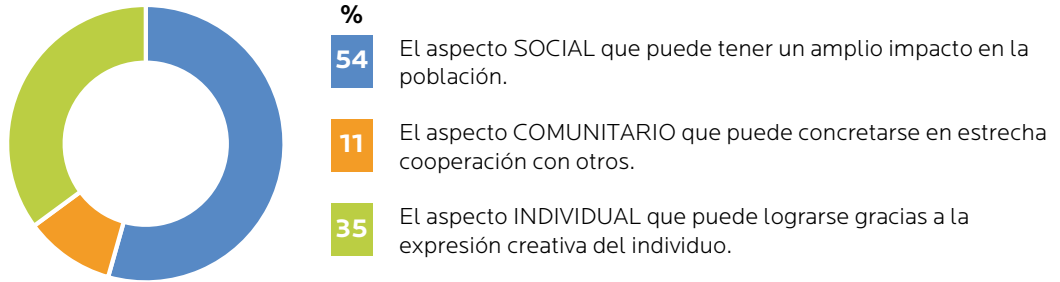 %
54
El aspecto SOCIAL que puede tener un amplio impacto en la
población.
11
El aspecto COMUNITARIO que puede concretarse en estrecha
cooperación con otros.
35
El aspecto INDIVIDUAL que puede lograrse gracias a la
expresión creativa del individuo.